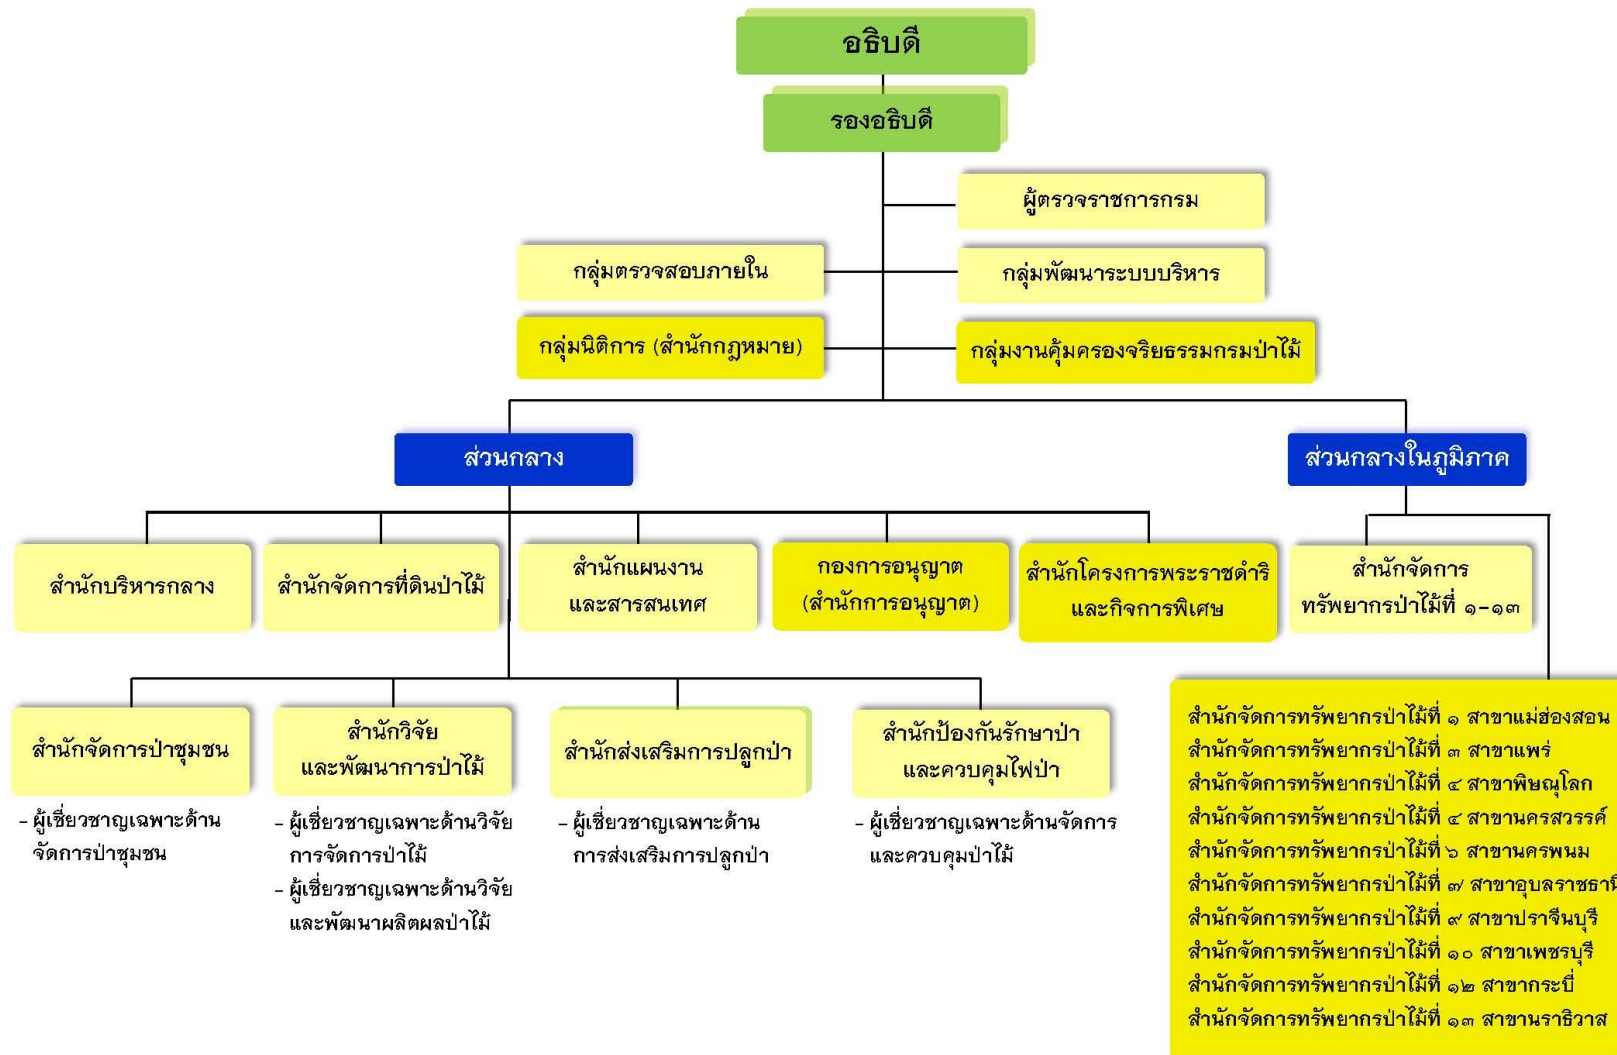 อธิบดี
รองอธิบดี
ผู้ตรวจราชการกรม
กลุ่มตรวจสอบภายใน
กลุ่มพัฒนาระบบบริหาร
กลุ่มนิติการ (สำนักกฎหมาย)
กลุ่มงานคุ้มครองจริยธรรมกรมป่าไม้
ส่วนกลาง
ส่วนกลางในภูมิภาค
สำนักบริหารกลาง
สำนักจัดการที่ดินป่าไม้
สำนักแผนงาน
และสารสนเทศ
กองการอนุญาต
(สำนักการอนุญาต)
สำนักโครงการพระราชดำริ
และกิจการพิเศษ
สำนักจัดการ
ทรัพยากรป่าไม้ที่ ๑-๑๓
สำนักจัดการป่าชุมชน
- ผู้เชี่ยวชาญเฉพาะด้าน
จัดการป่าชุมชน
สำนักวิจัย
และพัฒนาการป่าไม้
- ผู้เชี่ยวชาญเฉพาะด้านวิจัย
การจัดการป่าไม้
- ผู้เชี่ยวชาญเฉพาะด้านวิจัย
และพัฒนาผลิตผลป่าไม้
สำนักส่งเสริมการปลูกป่า
- ผู้เชี่ยวชาญเฉพาะด้าน
การส่งเสริมการปลูกป่า
สำนักป้องกันรักษาป่า
และควบคุมไฟป่า
- ผู้เชี่ยวชาญเฉพาะด้านจัดการ
และควบคุมป่าไม้
สำนักจัดการทรัพยากรป่าไม้ที่ ๑ สาขาแม่ฮ่องสอน
สำนักจัดการทรัพยากรป่าไม้ที่ ๓ สาขาแพร่
สำนักจัดการทรัพยากรป่าไม้ที่ ๔ สาขาพิษณุโลก
สำนักจัดการทรัพยากรป่าไม้ที่ ๔ สาขานครสวรรค์
สำนักจัดการทรัพยากรป่าไม้ที่ ๖ สาขานครพนม
สำนักจัดการทรัพยากรป่าไม้ที่ ๗ สาขาอุบลราชธานี
สำนักจัดการทรัพยากรป่าไม้ที่ ๙ สาขาปราจีนบุรี
สำนักจัดการทรัพยากรป่าไม้ที่ ๑๐ สาขาเพชรบุรี
สำนักจัดการทรัพยากรป่าไม้ที่ ๑๒ สาขากระบี่
สำนักจัดการทรัพยากรป่าไม้ที่ ๑๓ สาขานราธิวาส